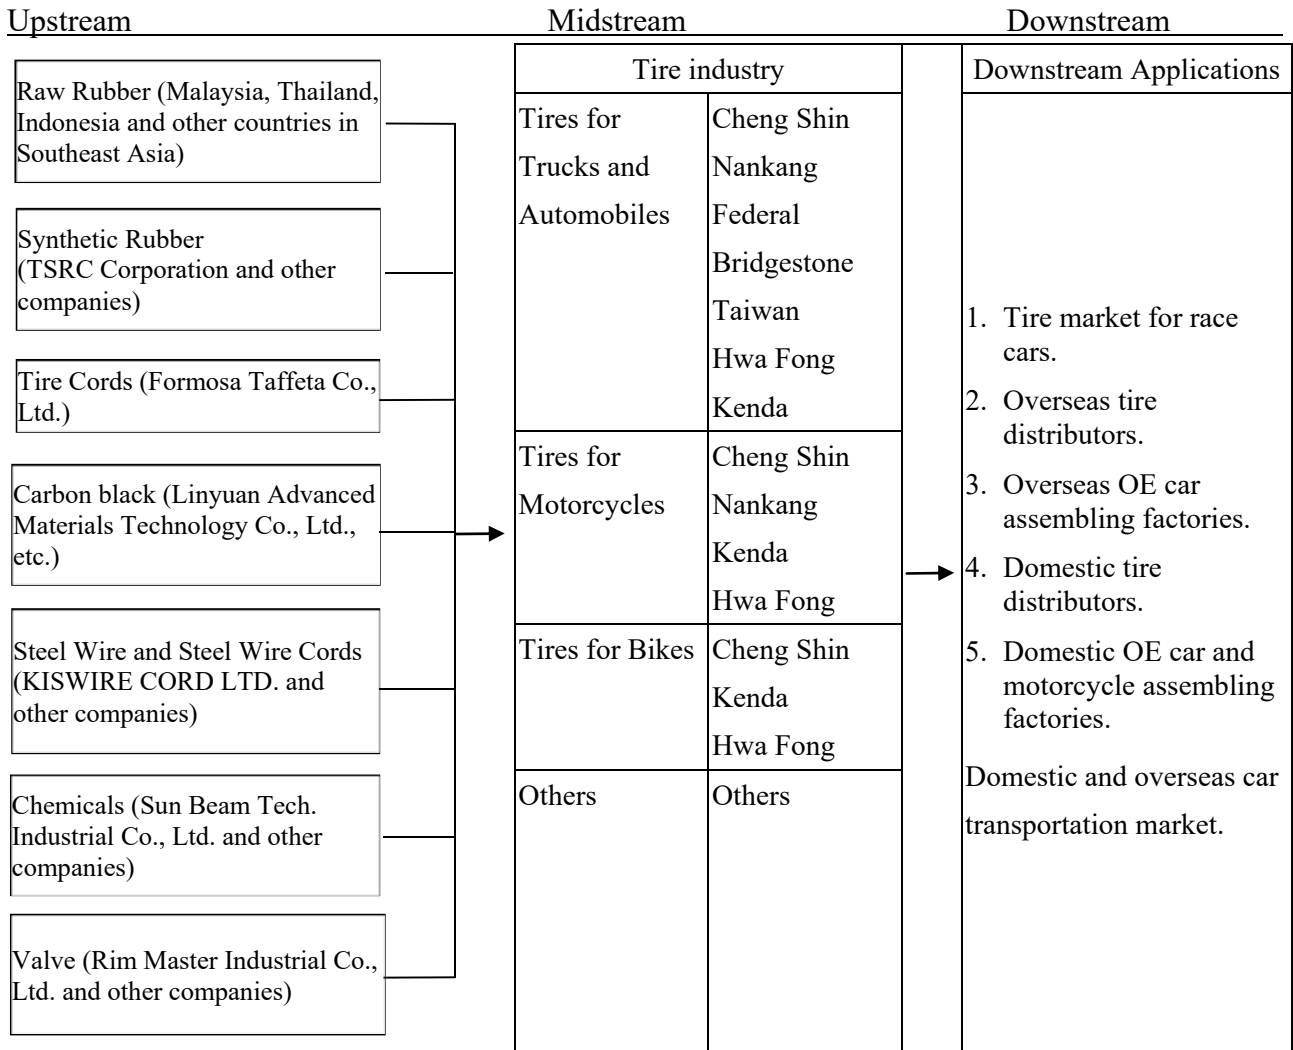 Upstream
Midstream
Downstream
Raw Rubber (Malaysia, Thailand,
Indonesia and other countries in
Southeast Asia)
Synthetic Rubber
(TSRC Corporation and other
companies)
Tire Cords (Formosa Taffeta Co.,
Ltd.)
Carbon black (Linyuan Advanced
Materials Technology Co., Ltd.,
etc.)
Steel Wire and Steel Wire Cords
(KISWIRE CORD LTD. and
other companies)
Chemicals (Sun Beam Tech.
Industrial Co., Ltd. and other
companies)
Valve (Rim Master Industrial Co.,
Ltd. and other companies)
Tire industry
Tires for
Trucks and
Automobiles
Cheng Shin
Nankang
Federal
Bridgestone
Taiwan
Hwa Fong
Kenda
Tires for
Motorcycles
Cheng Shin
Nankang
Kenda
Hwa Fong
Tires for Bikes
Cheng Shin
Kenda
Hwa Fong
Others
Others
Downstream Applications
1. Tire market for race
cars.
2. Overseas tire
distributors.
3. Overseas OE car
assembling factories.
4. Domestic tire
distributors.
5. Domestic OE car and
motorcycle assembling
factories.
Domestic and overseas car
transportation market.